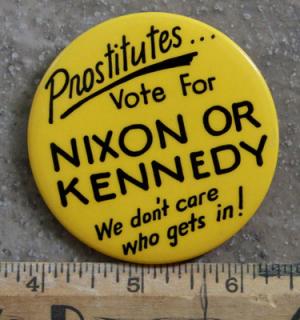 Prostitutes...
Vote For
NIXON OR
KENNEDY
We don't care
who gets in!
4 5 6